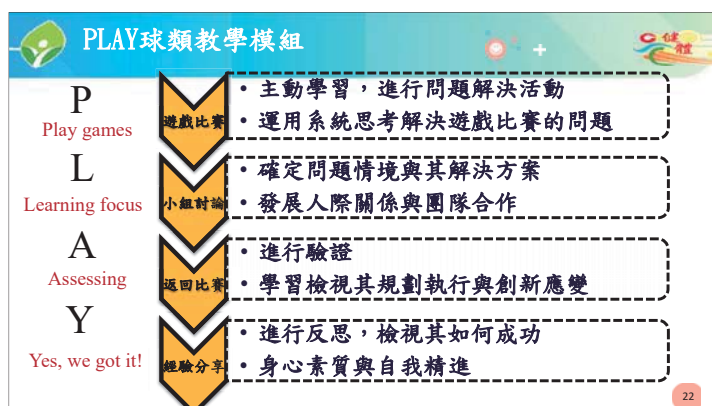 PLAY球類教學模組
健體
P
Play games
遊戲比賽
• 主動學習，進行問題解決活動
• 運用系統思考解決遊戲比賽的問題
L
Learning focus
小組討論
• 確定問題情境與其解決方案
• 發展人際關係與團隊合作
A
Assessing
返回比賽
• 進行驗證
• 學習檢視其規劃執行與創新應變
Y
Yes, we got it!
經驗分享
• 進行反思，檢視其如何成功
• 身心素質與自我精進
22